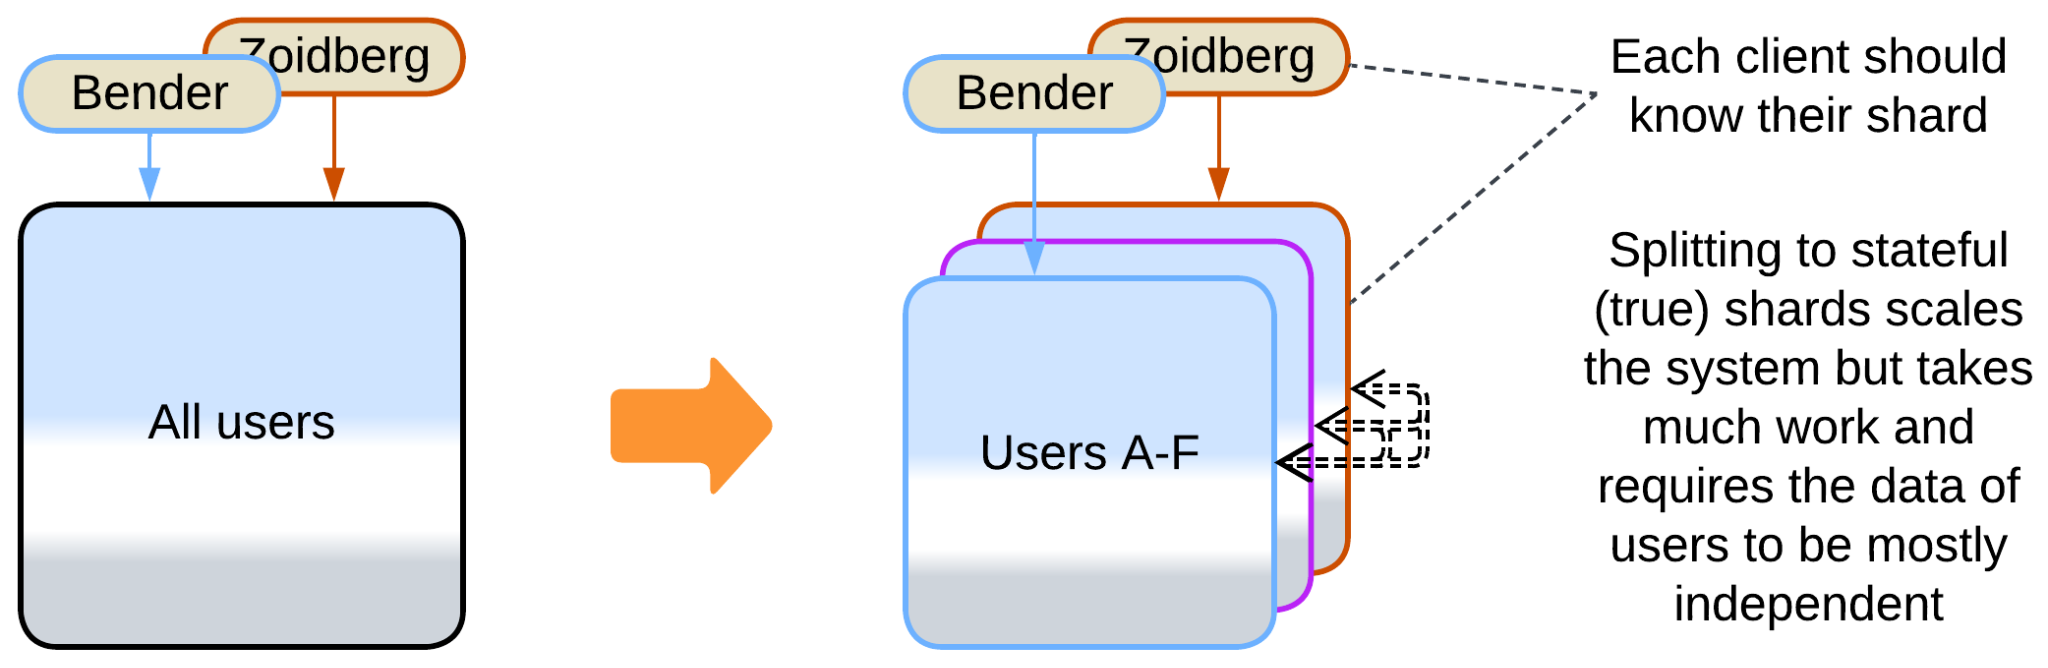 Zoidberg
Bender
All users
Zoidberg
Bender
Users A-F
Each client should
know their shard
Splitting to stateful
(true) shards scales
the system but takes
much work and
requires the data of
users to be mostly
independent